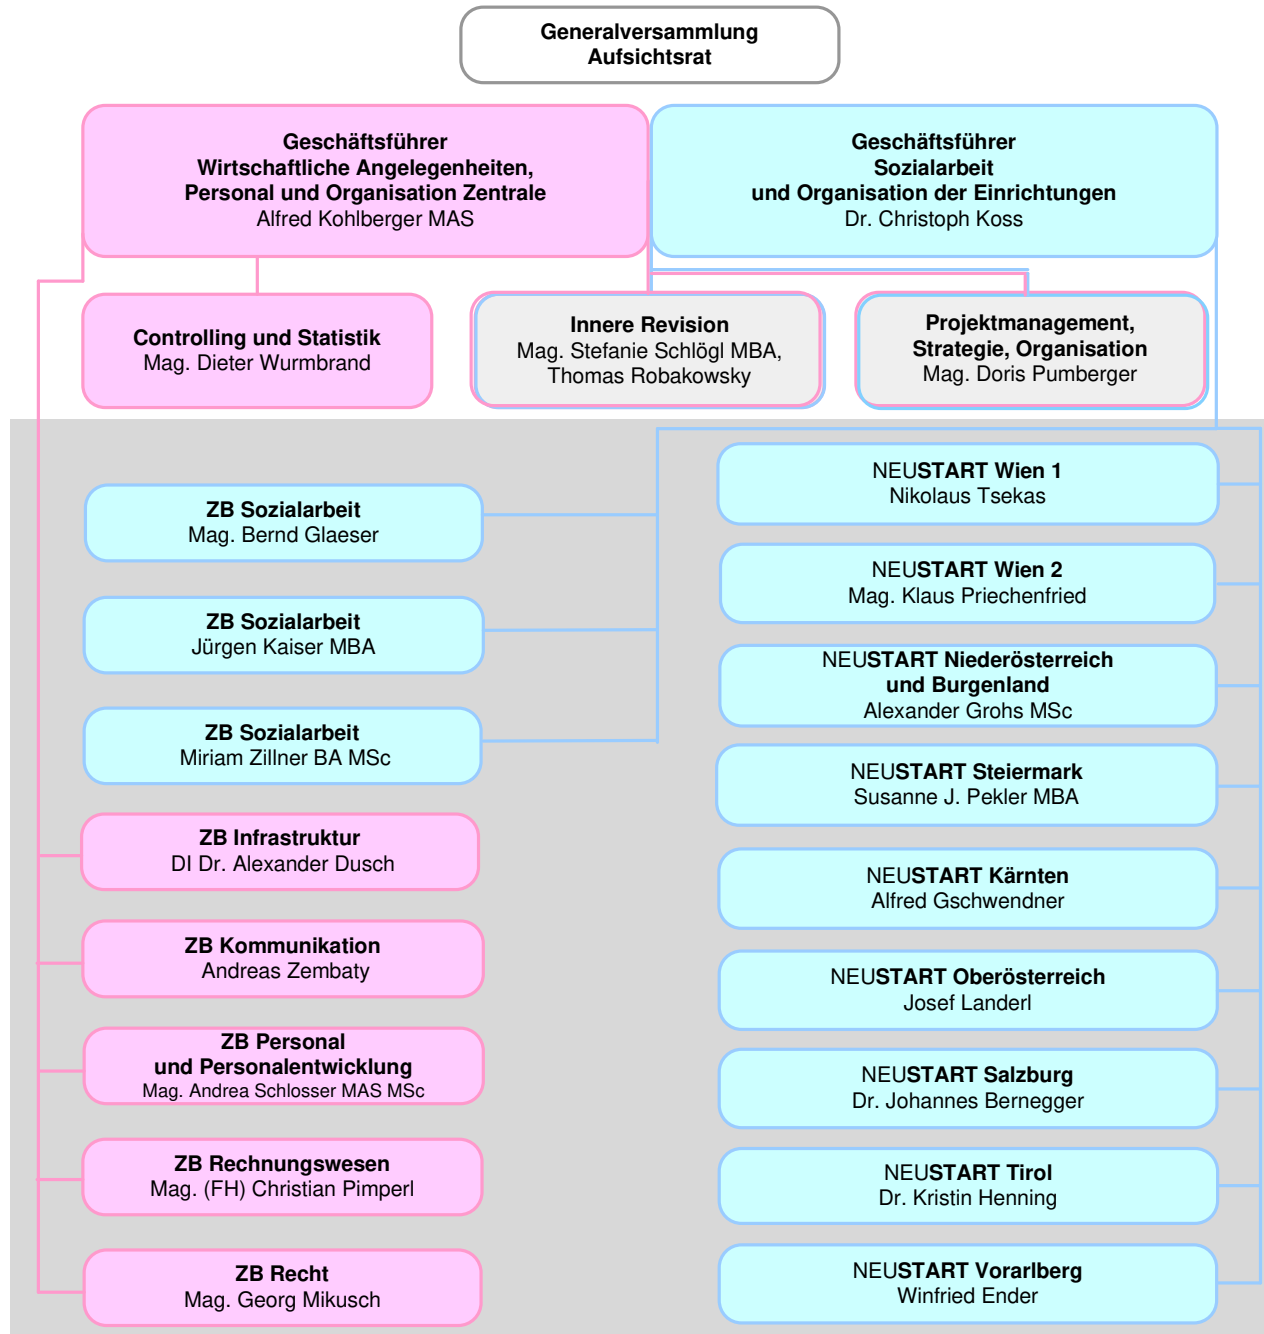 Generalversammlung
Aufsichtsrat
Geschäftsführer
Wirtschaftliche Angelegenheiten,
Personal und Organisation Zentrale
Alfred Kohlberger MAS
Geschäftsführer
Sozialarbeit
und Organisation der Einrichtungen
Dr. Christoph Koss
Controlling und Statistik
Mag. Dieter Wurmbrand
Innere Revision
Mag. Stefanie Schlögl MBA,
Thomas Robakowsky
Projektmanagement,
Strategie, Organisation
Mag. Doris Pumberger
ZB Sozialarbeit
Mag. Bernd Glaeser
ZB Sozialarbeit
Jürgen Kaiser MBA
ZB Sozialarbeit
Miriam Zillner BA MSc
ZB Infrastruktur
DI Dr. Alexander Dusch
ZB Kommunikation
Andreas Zembaty
ZB Personal
und Personalentwicklung
Mag. Andrea Schlosser MAS MSc
ZB Rechnungswesen
Mag. (FH) Christian Pimperl
ZB Recht
Mag. Georg Mikusch
NEUSTART Wien 1
Nikolaus Tsekas
NEUSTART Wien 2
Mag. Klaus Priechenfried
NEUSTART Niederösterreich
und Burgenland
Alexander Grohs MSc
NEUSTART Steiermark
Susanne J. Pekler MBA
NEUSTART Kärnten
Alfred Gschwendner
NEUSTART Oberösterreich
Josef Landerl
NEUSTART Salzburg
Dr. Johannes Bernegger
NEUSTART Tirol
Dr. Kristin Henning
NEUSTART Vorarlberg
Winfried Ender